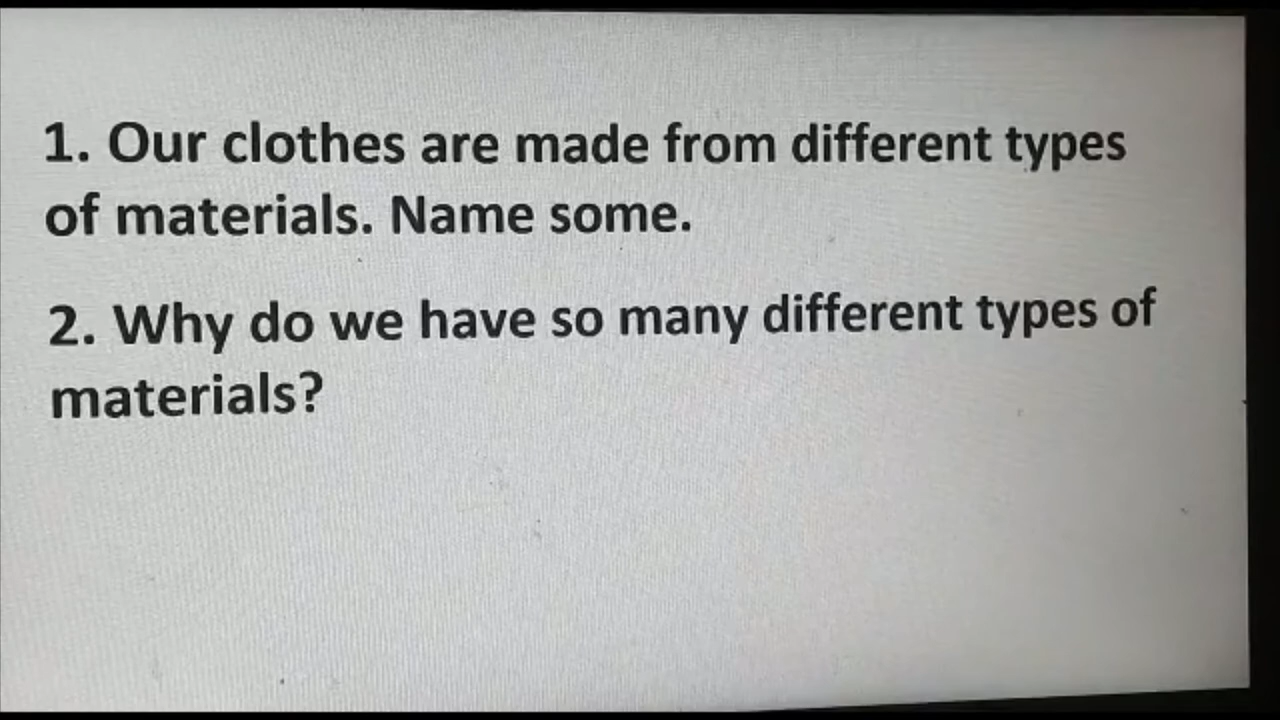 1. Our clothes are made from different types
of materials. Name some.
2. Why do we have so many different types of
materials?